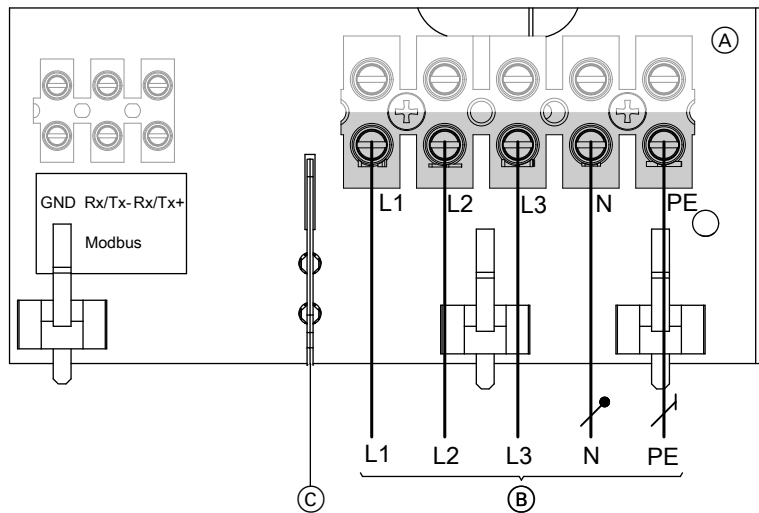 A
L1 L2 L3 N PE
GND Rx/Tx- Rx/Tx+
Modbus
L1 L2 L3 N PE
C B